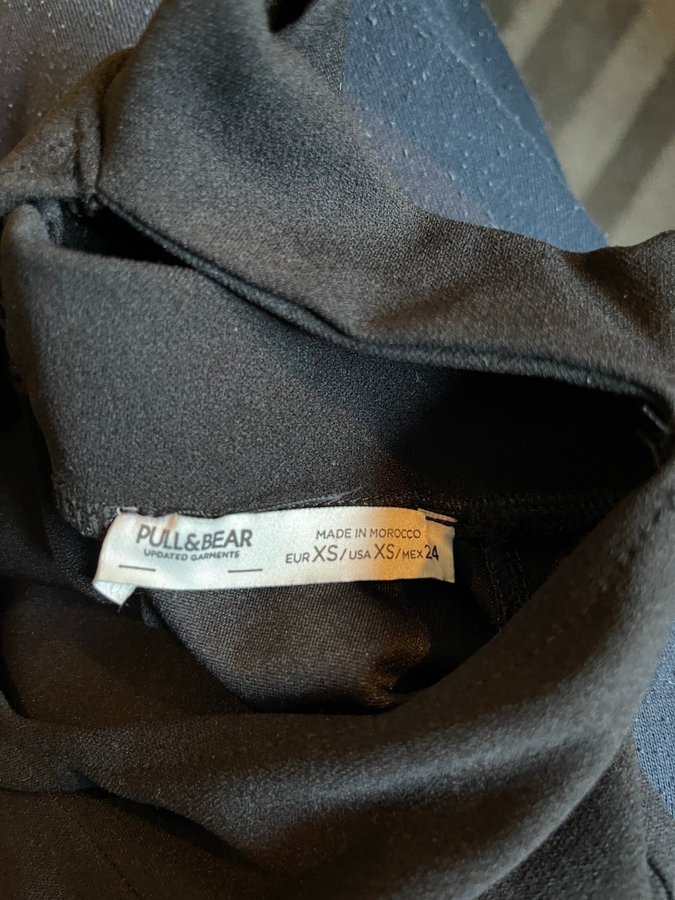 PULL&BEAR
UPDATED GARMENTS
MADE IN MOROCCO
EUR XS/USA XS/MEX 24